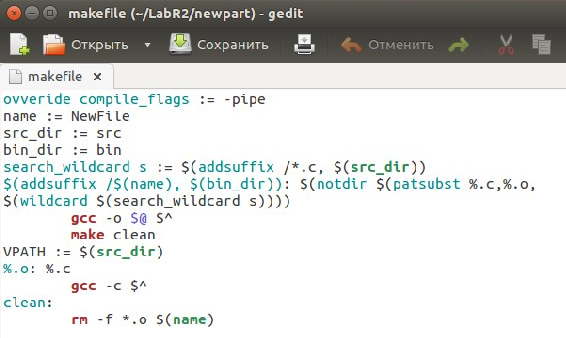 makefile (~/LabR2/newpart) - gedit
Открыть Сохранить Отменить
makefile x
ovveride compile_flags := -pipe
name := NewFile
src_dir := src
bin_dir := bin
search_wildcard s := $(addsuffix /*.c, $(src_dir))
$(addsuffix /$(name), $(bin_dir)): $(notdir $(patsubst %.c,%.o,
$(wildcard $(search_wildcard s))))
gcc -o $@ $^
make clean
VPATH := $(src_dir)
%.o: %.c
gcc -c $^
clean:
rm -f *.o $(name)